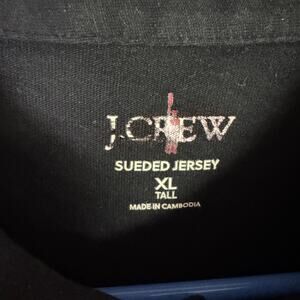 J.CREW
SUEDED JERSEY
XL
TALL
MADE IN CAMBODIA